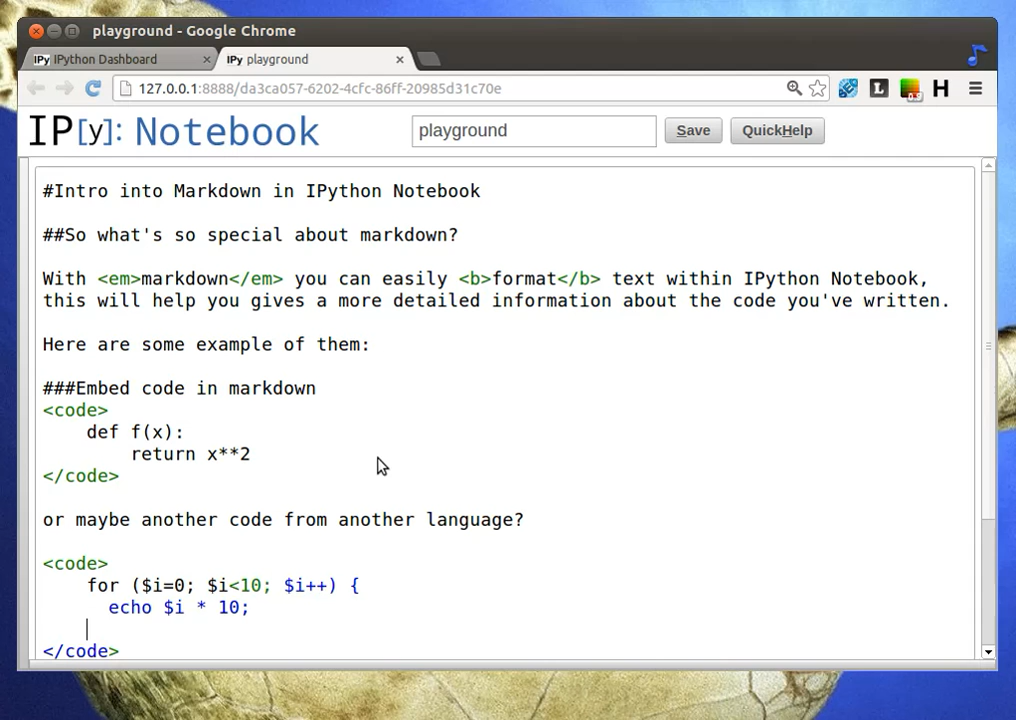 playground - Google Chrome
IPy IPython Dashboard
IPy playground
127.0.0.1:8888/da3ca057-6202-4cfc-86ff-20985d31c70e
L
0.5
H
IP[y]: Notebook
playground
Save
QuickHelp
#Intro into Markdown in IPython Notebook
##So what's so special about markdown?
With <em>markdown</em> you can easily <b>format</b> text within IPython Notebook,
this will help you gives a more detailed information about the code you've written.
Here are some example of them:
###Embed code in markdown
<code>
def f(x):
return x**2
</code>
or maybe another code from another language?
<code>
for ($i=0; $i<10; $i++) {
echo $i * 10;
</code>